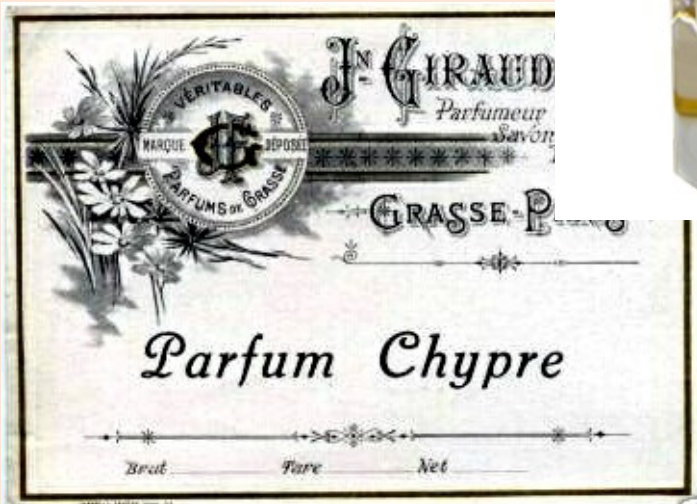 VÉRITABLES
MARQUE DÉPOSÉE
PARFUMS DE GRASSE
JN GIRAUD
Parfumeur
Savon
GRASSE-P
Parfum Chypre
Brut Tare Net